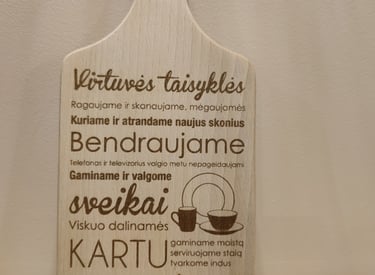 Virtuvės taisyklės
Ragaujame ir skanaujame, mėgaujamės
Kuriame ir atrandame naujus skonius
Bendraujame
Telefonas ir televizorius valgio metu nepageidaujami
Gaminame ir valgome
sveikai
Viskuo dalinamės
KARTU
gaminame maistą
serviruojame stalą
tvarkome indus